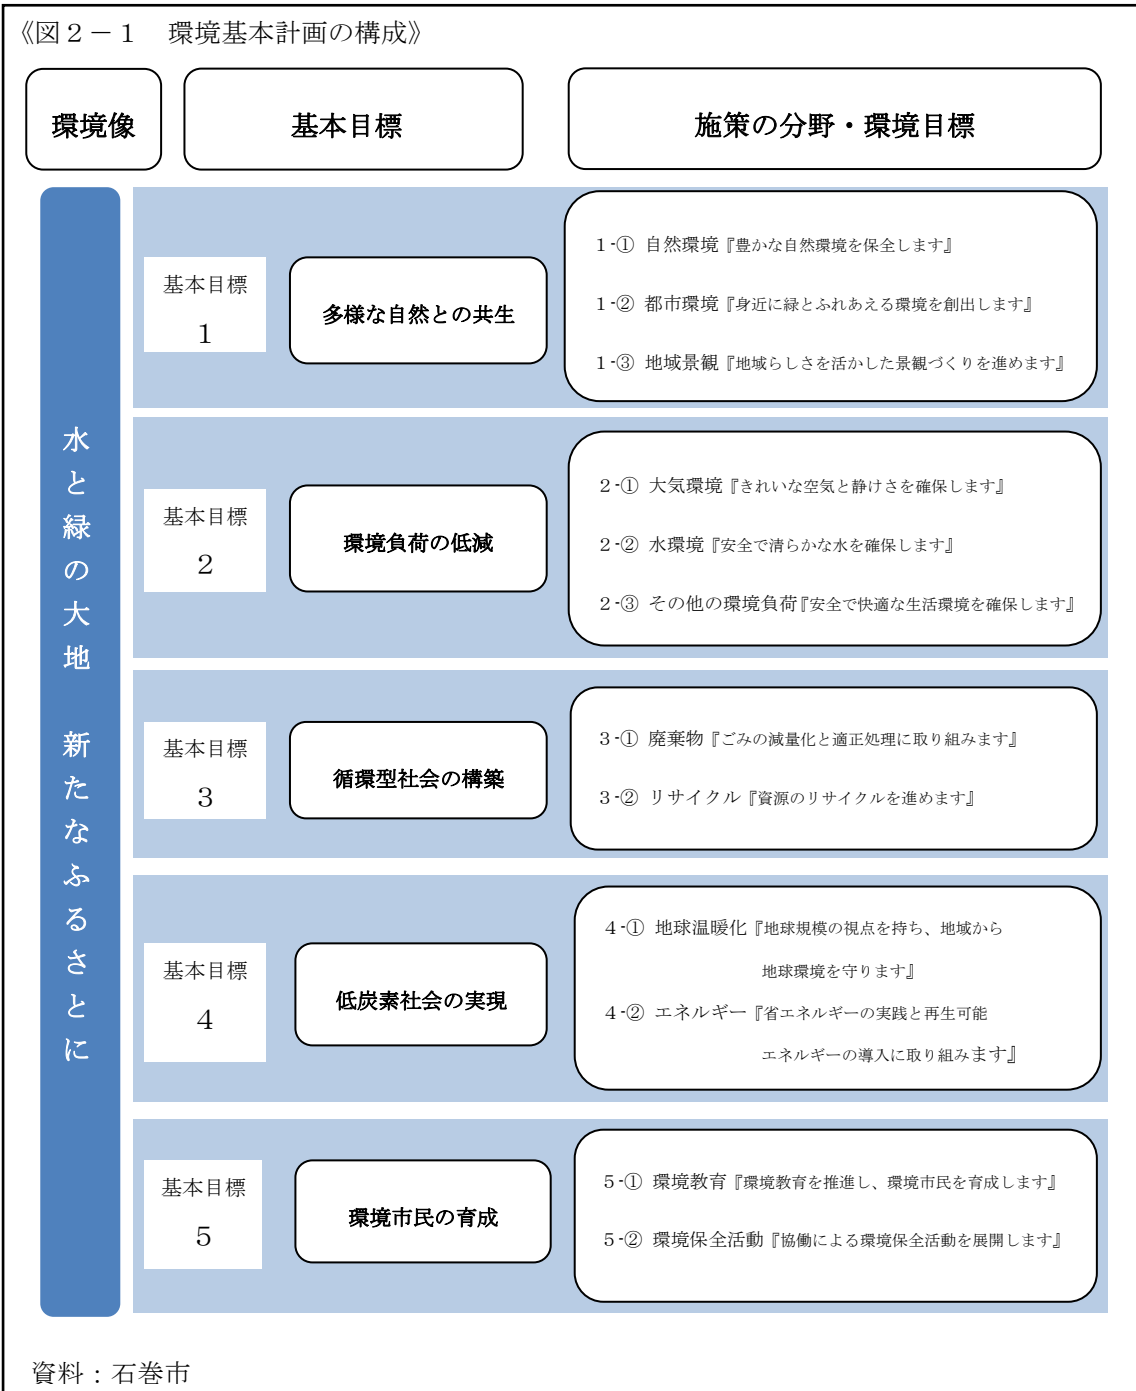 《図２－１　環境基本計画の構成》
環境像
基本目標
施策の分野・環境目標
水と緑の大地　新たなふるさとに
基本目標
１
多様な自然との共生
１-① 自然環境『豊かな自然環境を保全します』
１-② 都市環境『身近に緑とふれあえる環境を創出します』
１-③ 地域景観『地域らしさを活かした景観づくりを進めます』
基本目標
２
環境負荷の低減
２-① 大気環境『きれいな空気と静けさを確保します』
２-② 水環境『安全で清らかな水を確保します』
２-③ その他の環境負荷『安全で快適な生活環境を確保します』
基本目標
３
循環型社会の構築
３-① 廃棄物『ごみの減量化と適正処理に取り組みます』
３-② リサイクル『資源のリサイクルを進めます』
基本目標
４
低炭素社会の実現
４-① 地球温暖化『地球規模の視点を持ち、地域から
地球環境を守ります』
４-② エネルギー『省エネルギーの実践と再生可能
エネルギーの導入に取り組みます』
基本目標
５
環境市民の育成
５-① 環境教育『環境教育を推進し、環境市民を育成します』
５-② 環境保全活動『協働による環境保全活動を展開します』
資料：石巻市